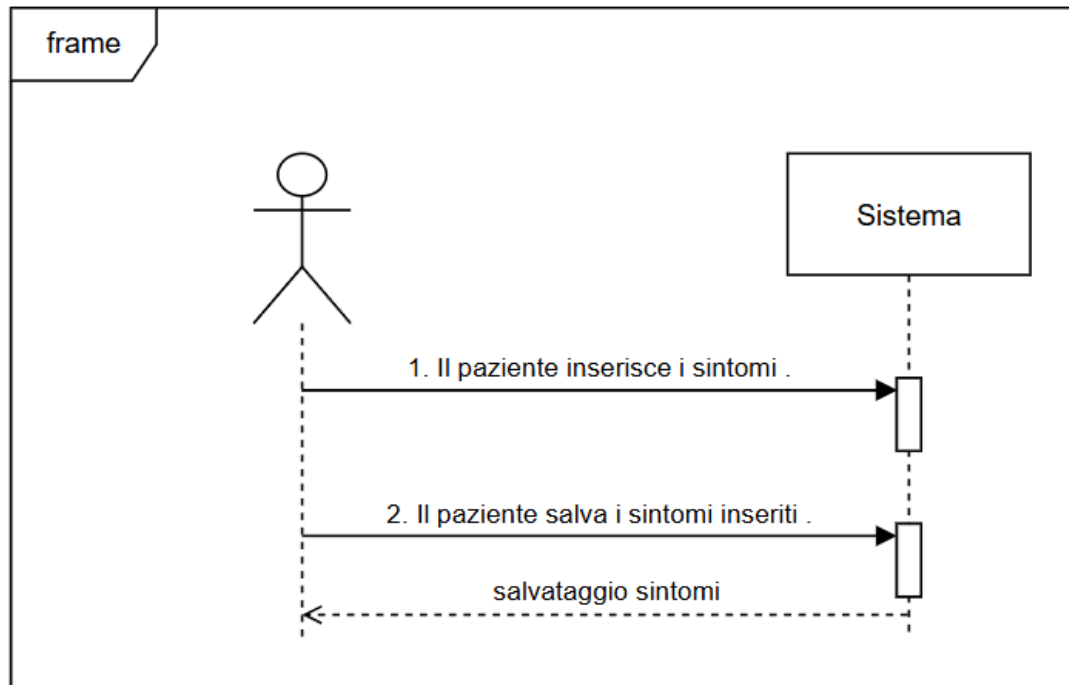 frame
Sistema
1. Il paziente inserisce i sintomi .
2. Il paziente salva i sintomi inseriti .
salvataggio sintomi